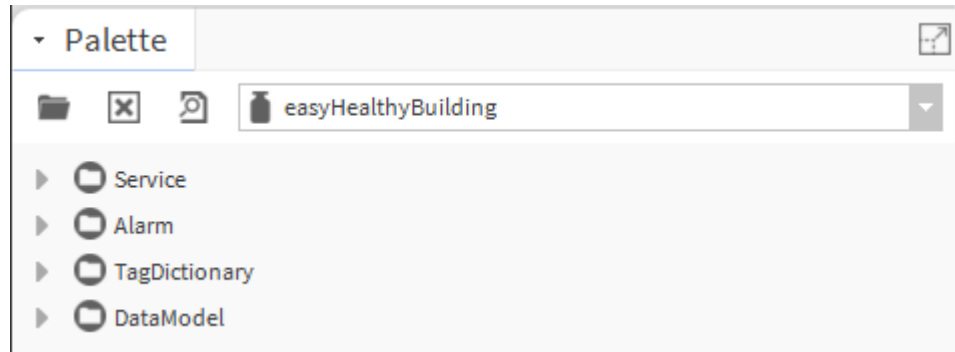 Palette
easyHealthyBuilding
Service
Alarm
TagDictionary
DataModel